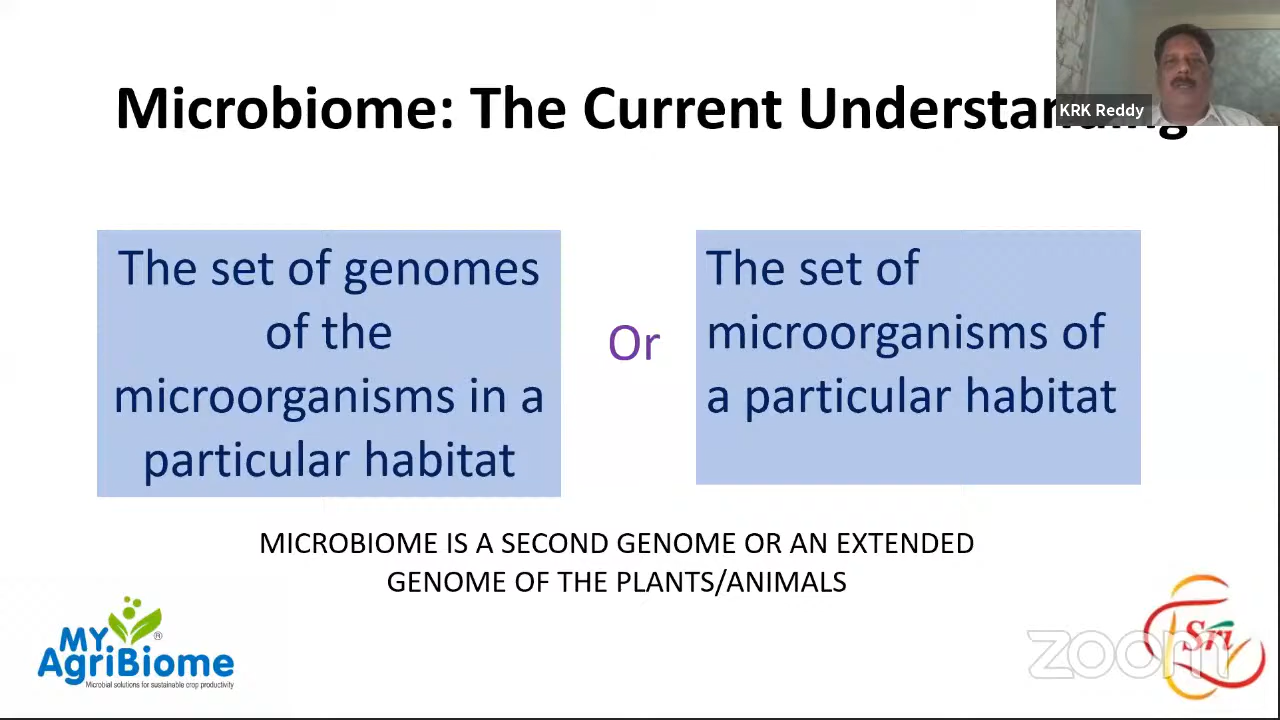 Microbiome: The Current Understanding
KRK Reddy
The set of genomes
of the
microorganisms in a
particular habitat
Or
The set of
microorganisms of
a particular habitat
MICROBIOME IS A SECOND GENOME OR AN EXTENDED
GENOME OF THE PLANTS/ANIMALS
MY ®
AgriBiome
Microbial solutions for sustainable crop productivity
zoom
Sri